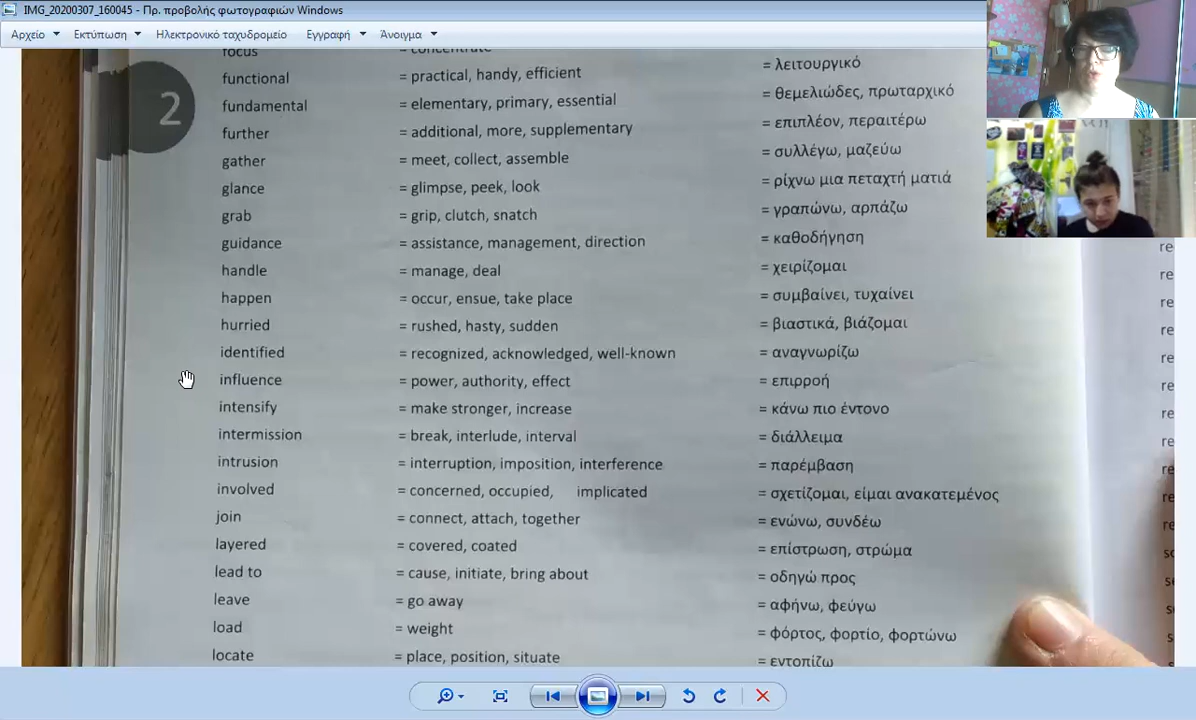 IMG_20200307_160045 - Πρ. προβολής φωτογραφιών Windows
Αρχείο Εκτύπωση Ηλεκτρονικό ταχυδρομείο Εγγραφή Άνοιγμα
focus = concentrate
functional = practical, handy, efficient = λειτουργικό
2
fundamental = elementary, primary, essential = θεμελιώδες, πρωταρχικό
further = additional, more, supplementary = επιπλέον, περαιτέρω
gather = meet, collect, assemble = συλλέγω, μαζεύω
glance = glimpse, peek, look = ρίχνω μια πεταχτή ματιά
grab = grip, clutch, snatch = γραπώνω, αρπάζω
guidance = assistance, management, direction = καθοδήγηση
handle = manage, deal = χειρίζομαι
happen = occur, ensue, take place = συμβαίνει, τυχαίνει
hurried = rushed, hasty, sudden = βιαστικά, βιάζομαι
identified = recognized, acknowledged, well-known = αναγνωρίζω
influence = power, authority, effect = επιρροή
intensify = make stronger, increase = κάνω πιο έντονο
intermission = break, interlude, interval = διάλλειμα
intrusion = interruption, imposition, interference = παρέμβαση
involved = concerned, occupied, implicated = σχετίζομαι, είμαι ανακατεμένος
join = connect, attach, together = ενώνω, συνδέω
layered = covered, coated = επίστρωση, στρώμα
lead to = cause, initiate, bring about = οδηγώ προς
leave = go away = αφήνω, φεύγω
load = weight = φόρτος, φορτίο, φορτώνω
locate = place, position, situate = εντοπίζω